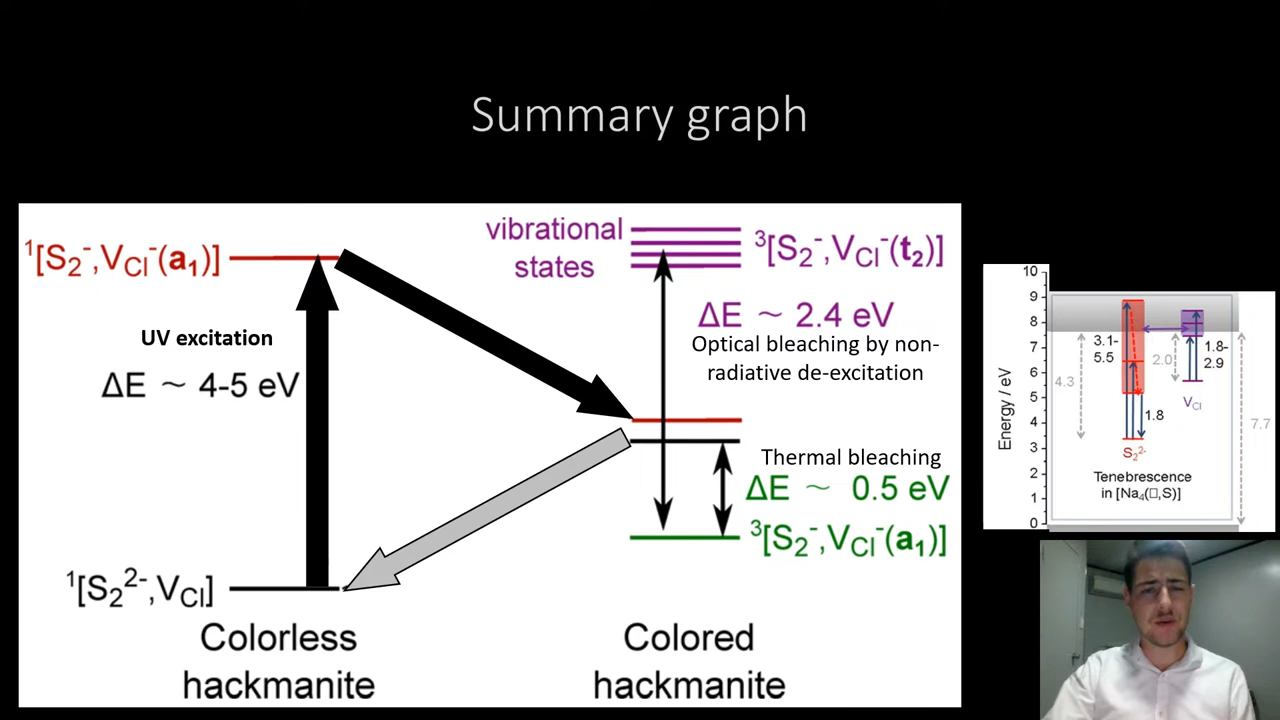 Summary graph
¹[S₂⁻,V_Cl⁻(a₁)]
UV excitation
ΔE ~ 4-5 eV
¹[S₂²⁻,V_Cl]
Colorless
hackmanite
vibrational
states
³[S₂⁻,V_Cl⁻(t₂)]
ΔE ~ 2.4 eV
Optical bleaching by non-
radiative de-excitation
Thermal bleaching
ΔE ~ 0.5 eV
³[S₂⁻,V_Cl⁻(a₁)]
Colored
hackmanite
Energy / eV
10
9
8
7
6
5
4
3
2
1
0
3.1-
5.5
1.8
S₂²⁻
4.3
2.0
1.8-
2.9
V_Cl
7.7
Tenebrescence
in [Na₄(□,S)]